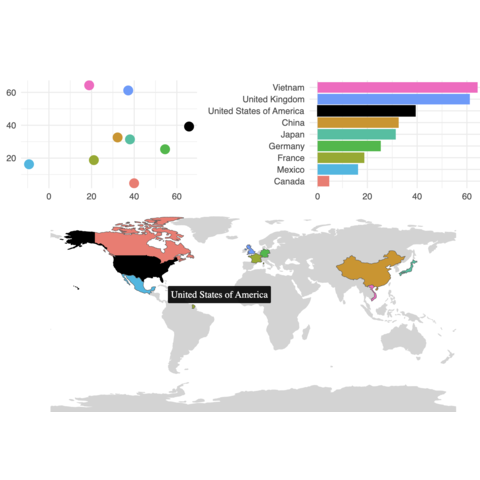 60
40
20
0
20
40
60
Vietnam
United Kingdom
United States of America
China
Japan
Germany
France
Mexico
Canada
0
20
40
60
United States of America